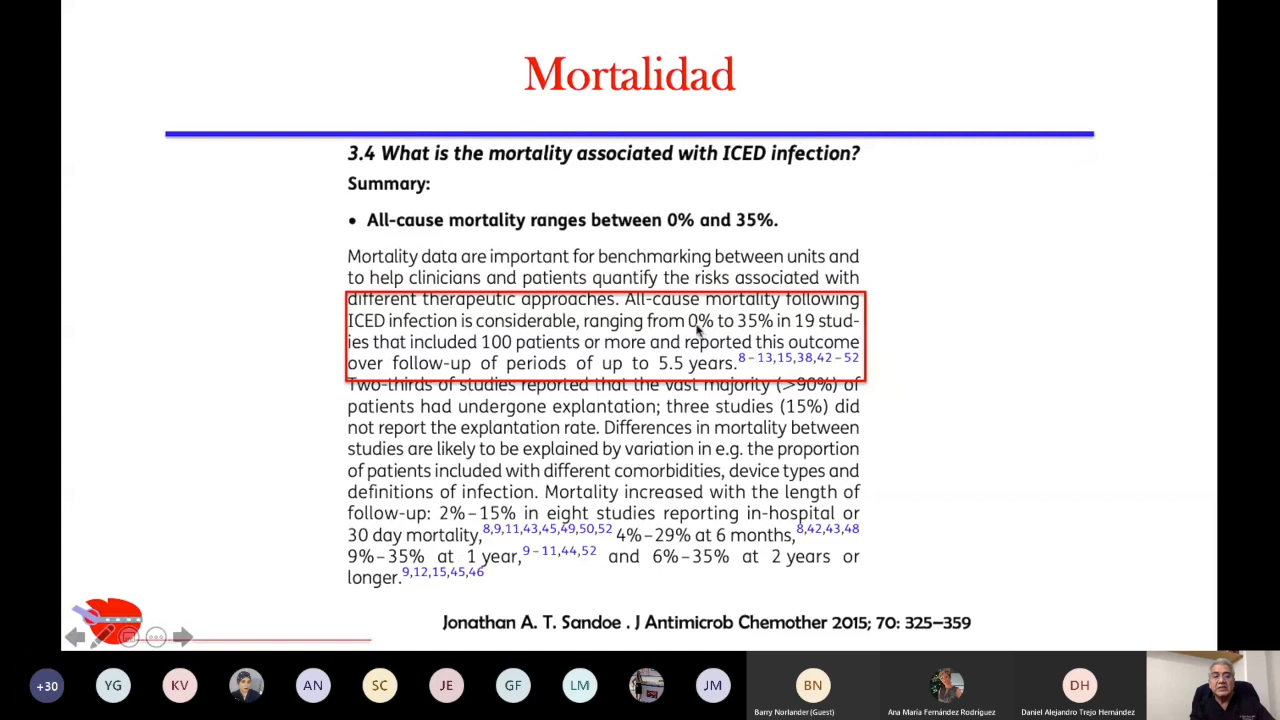 Mortalidad
3.4 What is the mortality associated with ICED infection?
Summary:
• All-cause mortality ranges between 0% and 35%.
Mortality data are important for benchmarking between units and
to help clinicians and patients quantify the risks associated with
different therapeutic approaches. All-cause mortality following
ICED infection is considerable, ranging from 0% to 35% in 19 stud-
ies that included 100 patients or more and reported this outcome
over follow-up of periods of up to 5.5 years.8–13,15,38,42–52
Two-thirds of studies reported that the vast majority (>90%) of
patients had undergone explantation; three studies (15%) did
not report the explantation rate. Differences in mortality between
studies are likely to be explained by variation in e.g. the proportion
of patients included with different comorbidities, device types and
definitions of infection. Mortality increased with the length of
follow-up: 2%–15% in eight studies reporting in-hospital or
30 day mortality,8,9,11,43,45,49,50,52 4%–29% at 6 months,8,42,43,48
9%–35% at 1 year,9–11,44,52 and 6%–35% at 2 years or
longer.9,12,15,45,46
Jonathan A. T. Sandoe . J Antimicrob Chemother 2015; 70: 325–359
+30 YG KV AN SC JE GF LM JM BN DH
Barry Norlander (Guest) Ana María Fernández Rodríguez Daniel Alejandro Trejo Hernández